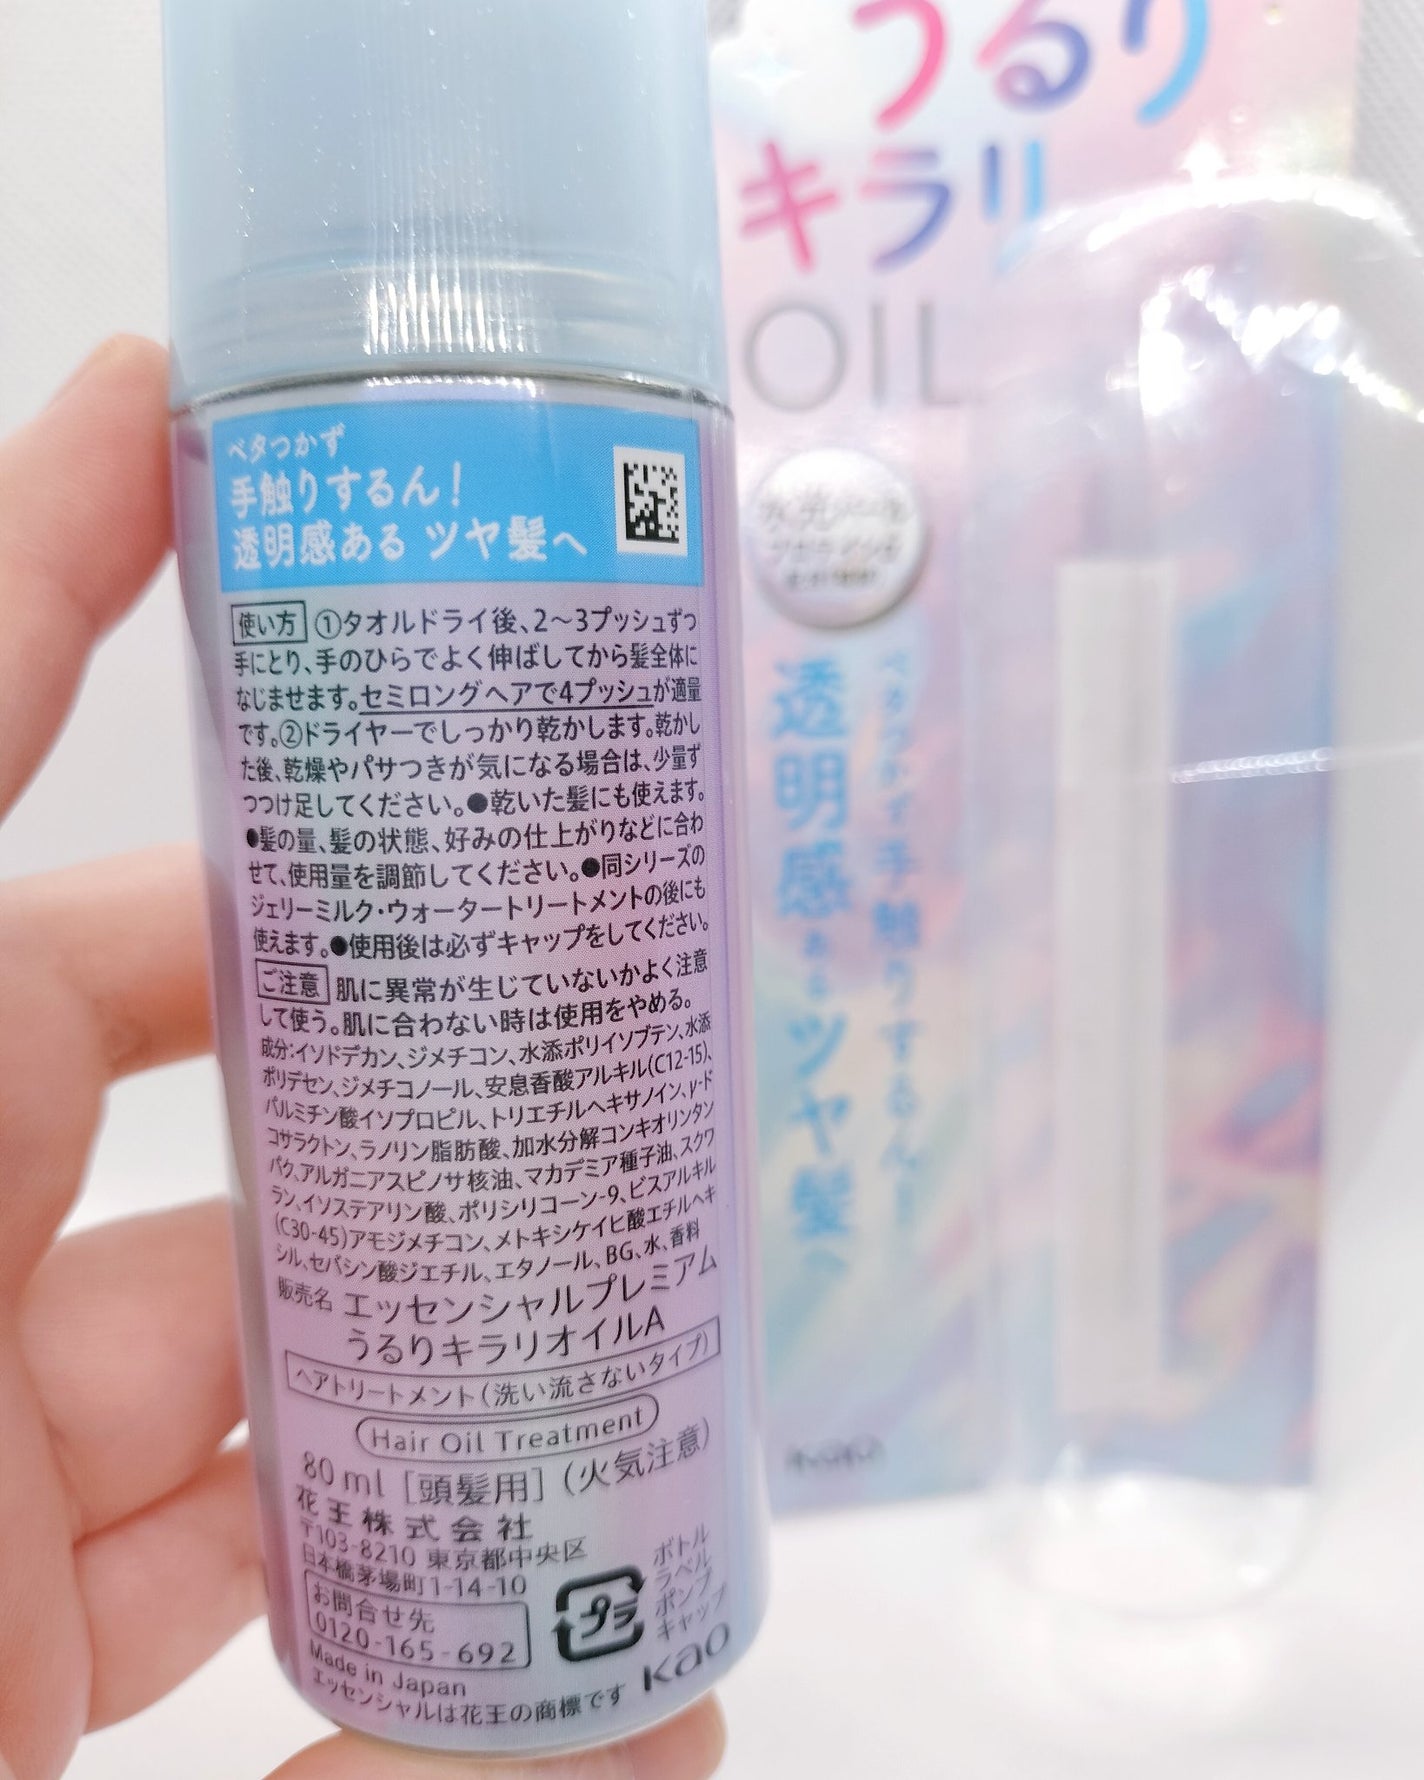 ベタつかず
手触りするん!
透明感ある ツヤ髪へ
使い方 ①タオルドライ後、2〜3プッシュずつ
手にとり、手のひらでよく伸ばしてから髪全体に
なじませます。セミロングヘアで4プッシュが適量
です。②ドライヤーでしっかり乾かします。乾かし
た後、乾燥やパサつきが気になる場合は、少量ず
つつけ足してください。●乾いた髪にも使えます。
●髪の量、髪の状態、好みの仕上がりなどに合わ
せて、使用量を調節してください。●同シリーズの
ジェリーミルク・ウォータートリートメントの後にも
使えます。●使用後は必ずキャップをしてください。
ご注意 肌に異常が生じていないかよく注意
して使う。肌に合わない時は使用をやめる。
成分:イソドデカン、ジメチコン、水添ポリイソブテン、水添
ポリデセン、ジメチコノール、安息香酸アルキル(C12-15)、
パルミチン酸イソプロピル、トリエチルヘキサノイン、γ-ド
コサラクトン、ラノリン脂肪酸、加水分解コンキオリンタン
パク、アルガニアスピノサ核油、マカデミア種子油、スクワ
ラン、イソステアリン酸、ポリシリコーン-9、ビスアルキル
(C30-45)アモジメチコン、メトキシケイヒ酸エチルヘキ
シル、セバシン酸ジエチル、エタノール、BG、水、香料
販売名 エッセンシャルプレミアム
うるりキラリオイルA
ヘアトリートメント(洗い流さないタイプ)
Hair Oil Treatment
80 ml [頭髪用](火気注意)
花王株式会社
〒103-8210 東京都中央区
日本橋茅場町1-14-10
お問合せ先
0120-165-692
Made in Japan
エッセンシャルは花王の商標です
プラ
ボトル
ラベル
ポンプ
キャップ
Kao
うるり
キラリ
OIL
ベタつかず手触りするん!
透明感あるツヤ髪へ
Kao